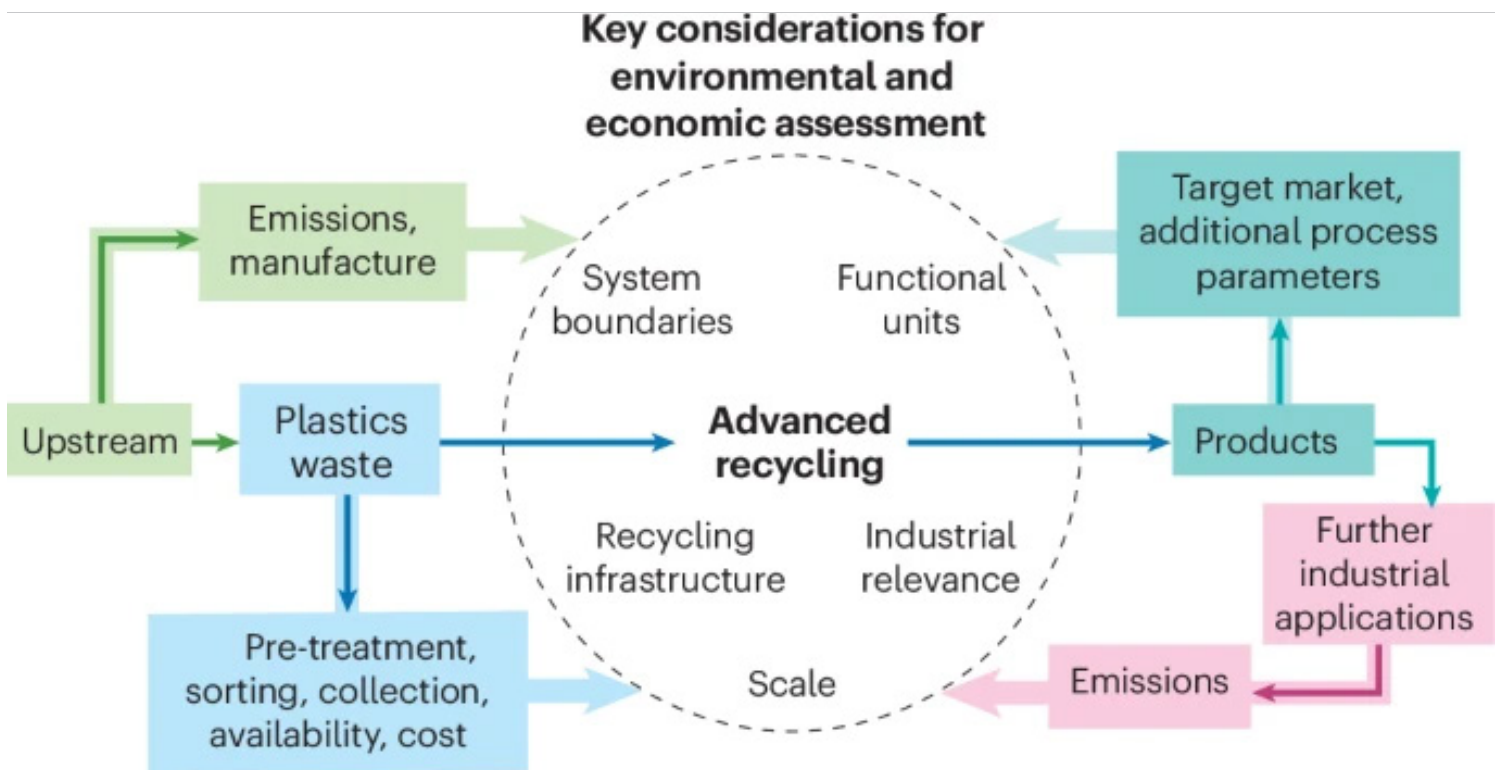 Key considerations for
environmental and
economic assessment
Emissions,
manufacture
Target market,
additional process
parameters
System
boundaries
Functional
units
Upstream
Plastics
waste
Advanced
recycling
Products
Recycling
infrastructure
Industrial
relevance
Further
industrial
applications
Pre-treatment,
sorting, collection,
availability, cost
Scale
Emissions